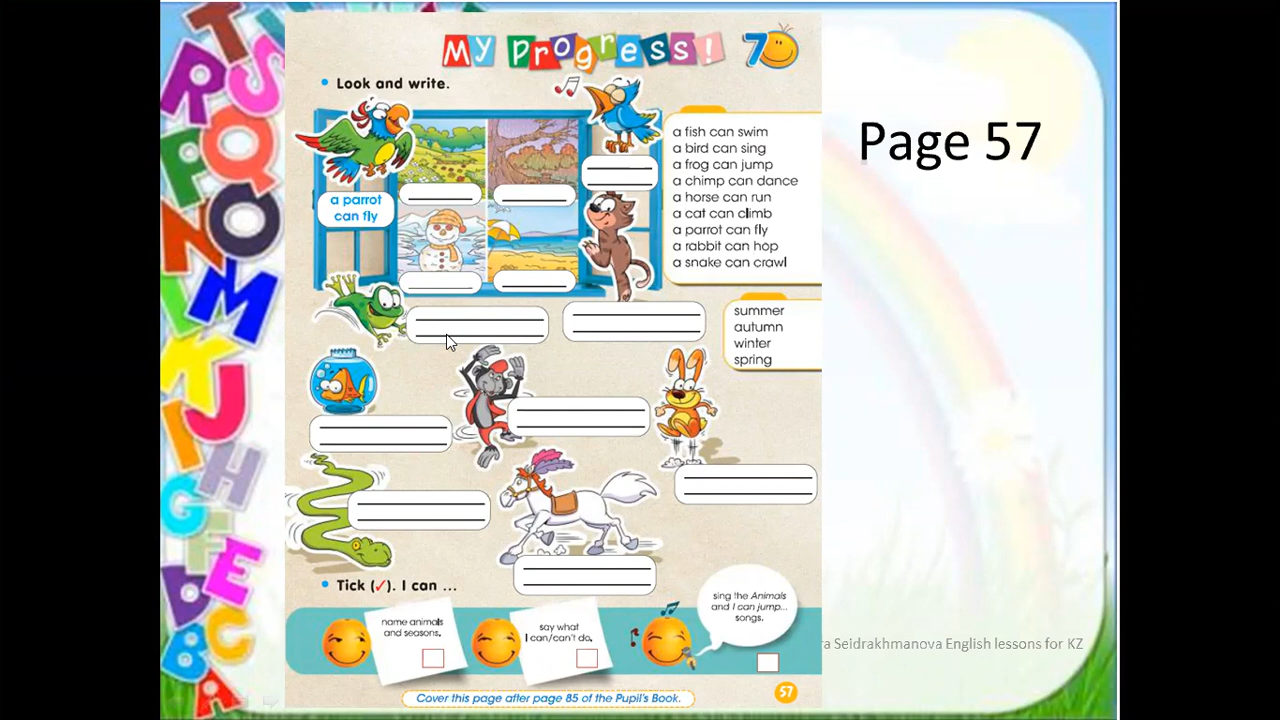 My Progress! 7
Look and write.
a parrot
can fly
a fish can swim
a bird can sing
a frog can jump
a chimp can dance
a horse can run
a cat can climb
a parrot can fly
a rabbit can hop
a snake can crawl
summer
autumn
winter
spring
Tick (✓). I can ...
name animals
and seasons.
say what
I can/can't do.
sing the Animals
and I can jump...
songs.
Cover this page after page 85 of the Pupil's Book.
57
Page 57
Seidrakhmanova English lessons for KZ